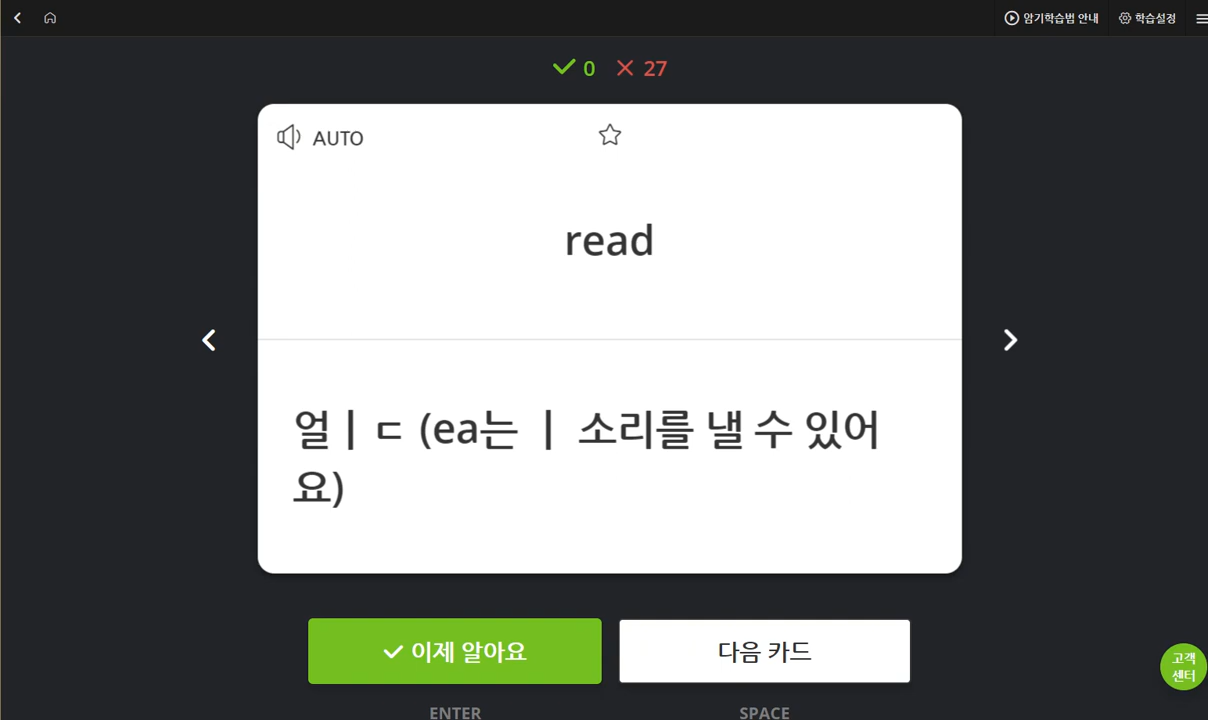 암기학습법 안내 학습설정
0 27
AUTO
read
얼ㅣㄷ (ea는 ㅣ 소리를 낼 수 있어
요)
이제 알아요 다음 카드
고객
센터
ENTER SPACE